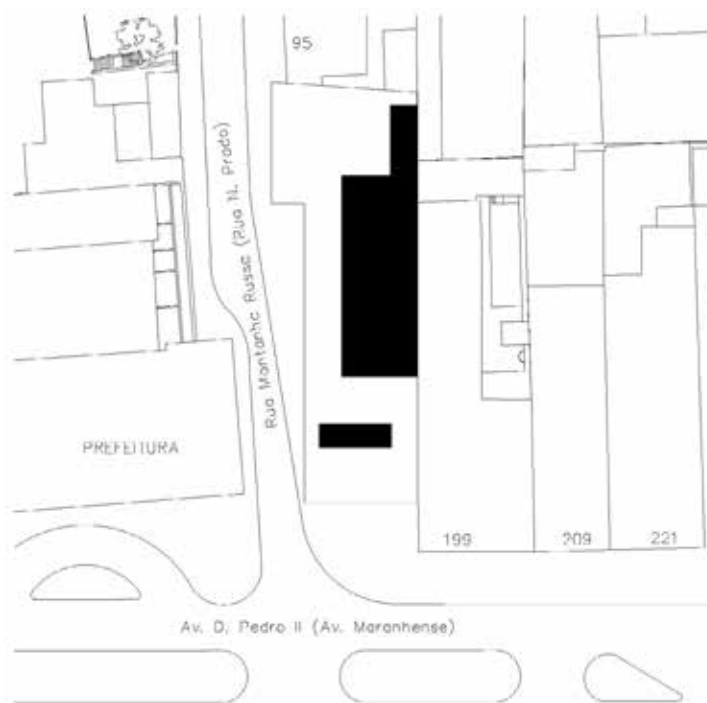 95
Rua Montanha Russa (Rua N. Prado)
PREFEITURA
199
209
221
Av. D. Pedro II (Av. Maranhense)